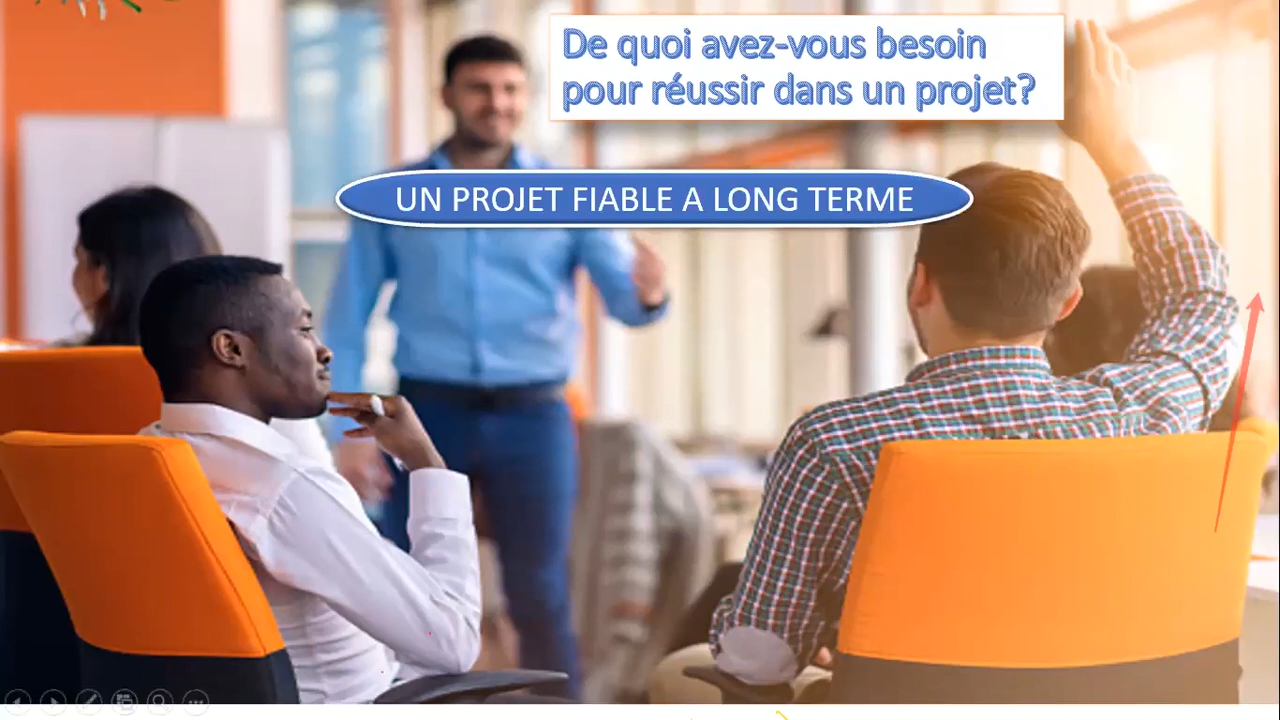 De quoi avez-vous besoin
pour réussir dans un projet?
UN PROJET FIABLE A LONG TERME